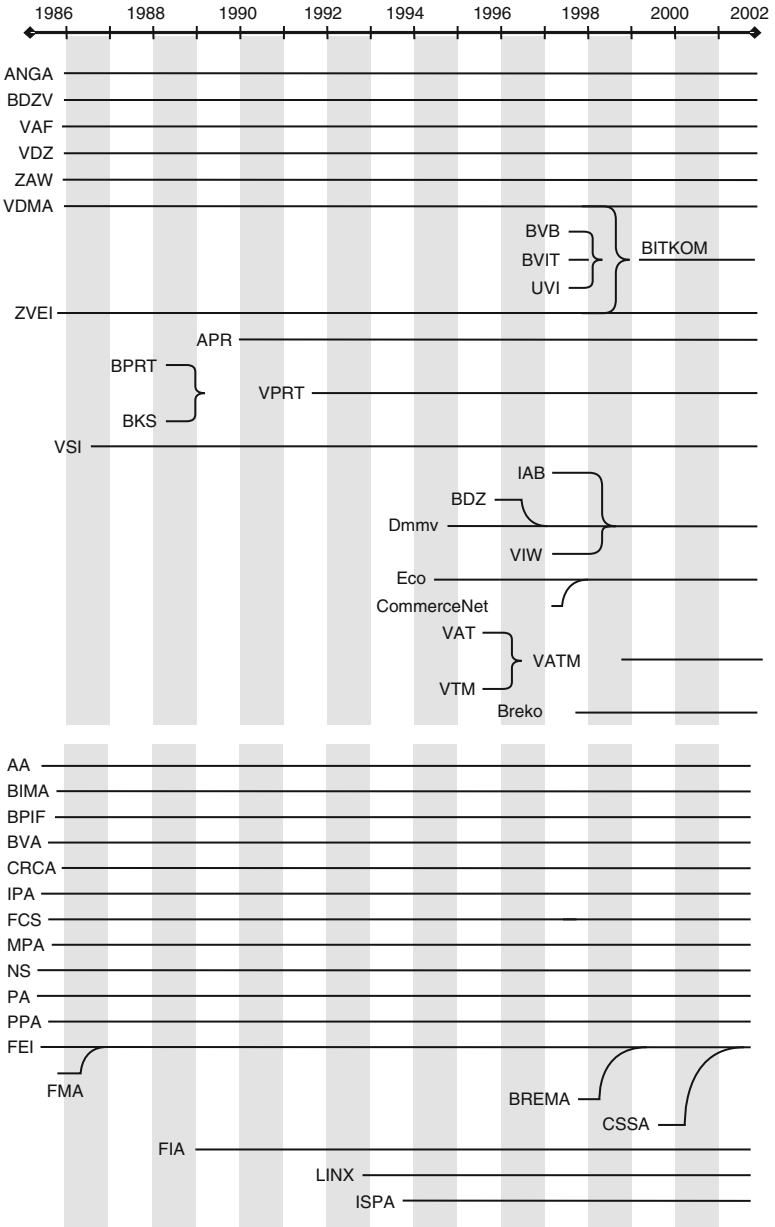 1986 1988 1990 1992 1994 1996 1998 2000 2002
ANGA
BDZV
VAF
VDZ
ZAW
VDMA
BVB
BITKOM
BVIT
UVI
ZVEI
APR
BPRT
VPRT
BKS
VSI
IAB
BDZ
Dmmv
VIW
Eco
CommerceNet
VAT
VATM
VTM
Breko
AA
BIMA
BPIF
BVA
CRCA
IPA
FCS
MPA
NS
PA
PPA
FEI
FMA
BREMA
CSSA
FIA
LINX
ISPA